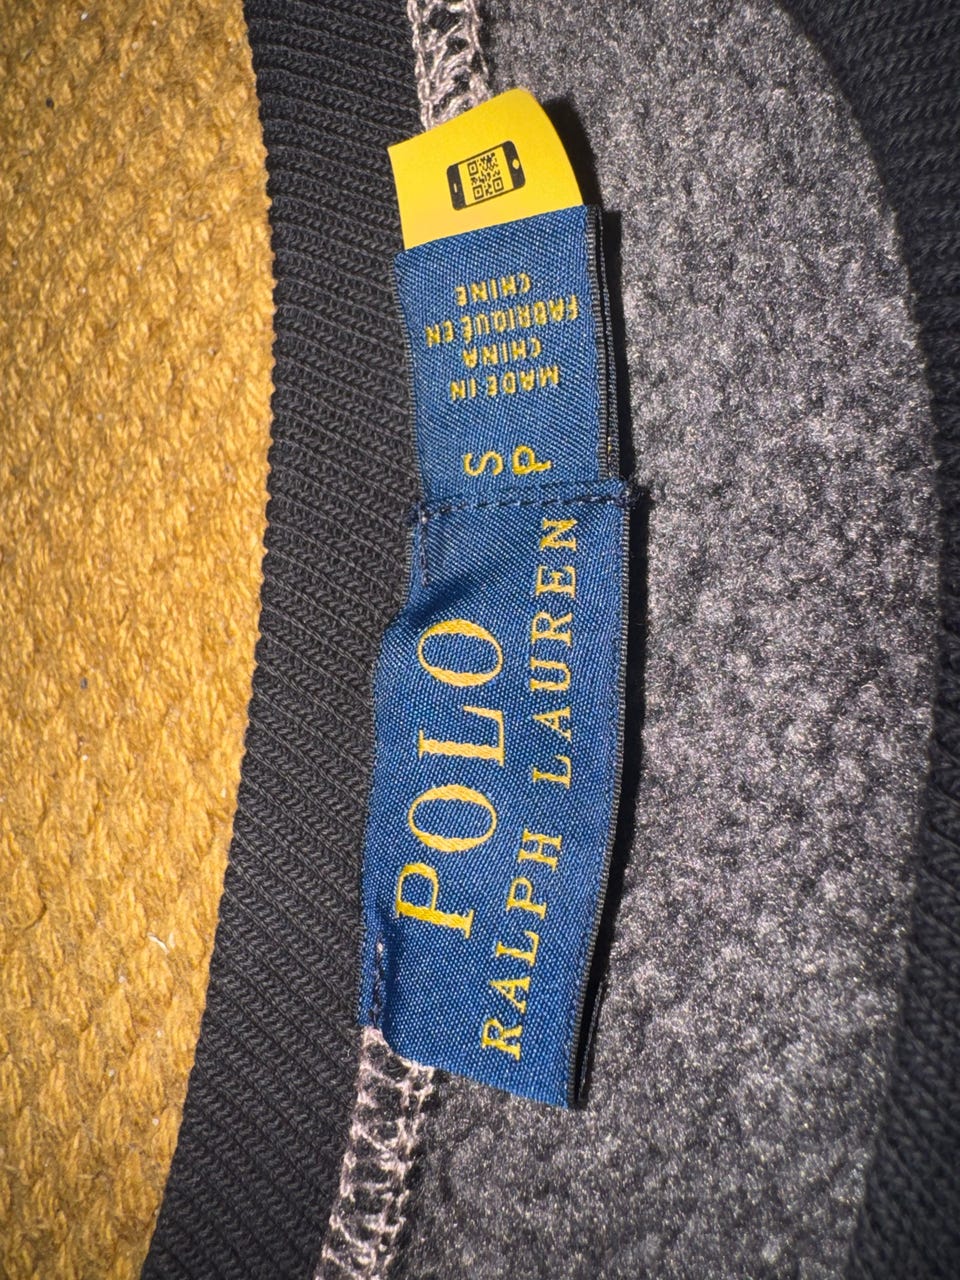 POLO
RALPH LAUREN
S
P
MADE IN
CHINA
FABRIQUÉ EN
CHINE